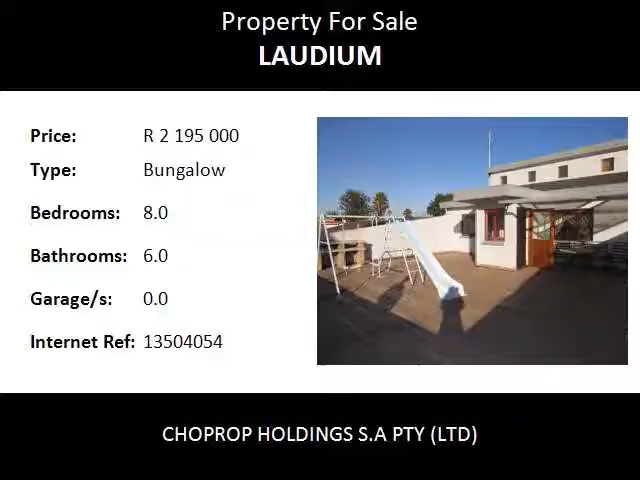 Property For Sale
LAUDIUM
Price: R 2 195 000
Type: Bungalow
Bedrooms: 8.0
Bathrooms: 6.0
Garage/s: 0.0
Internet Ref: 13504054
CHOPROP HOLDINGS S.A PTY (LTD)